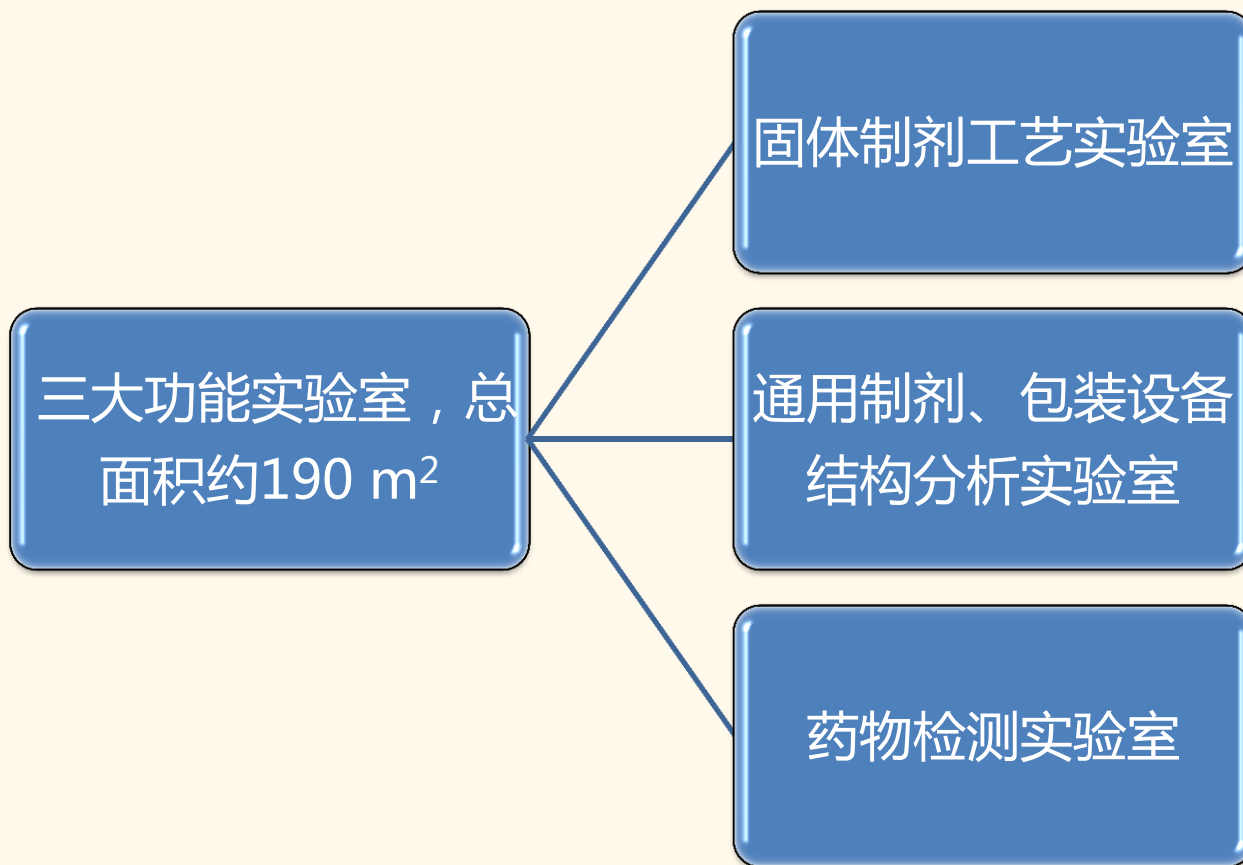 固体制剂工艺实验室
三大功能实验室，总
面积约190 m²
通用制剂、包装设备
结构分析实验室
药物检测实验室